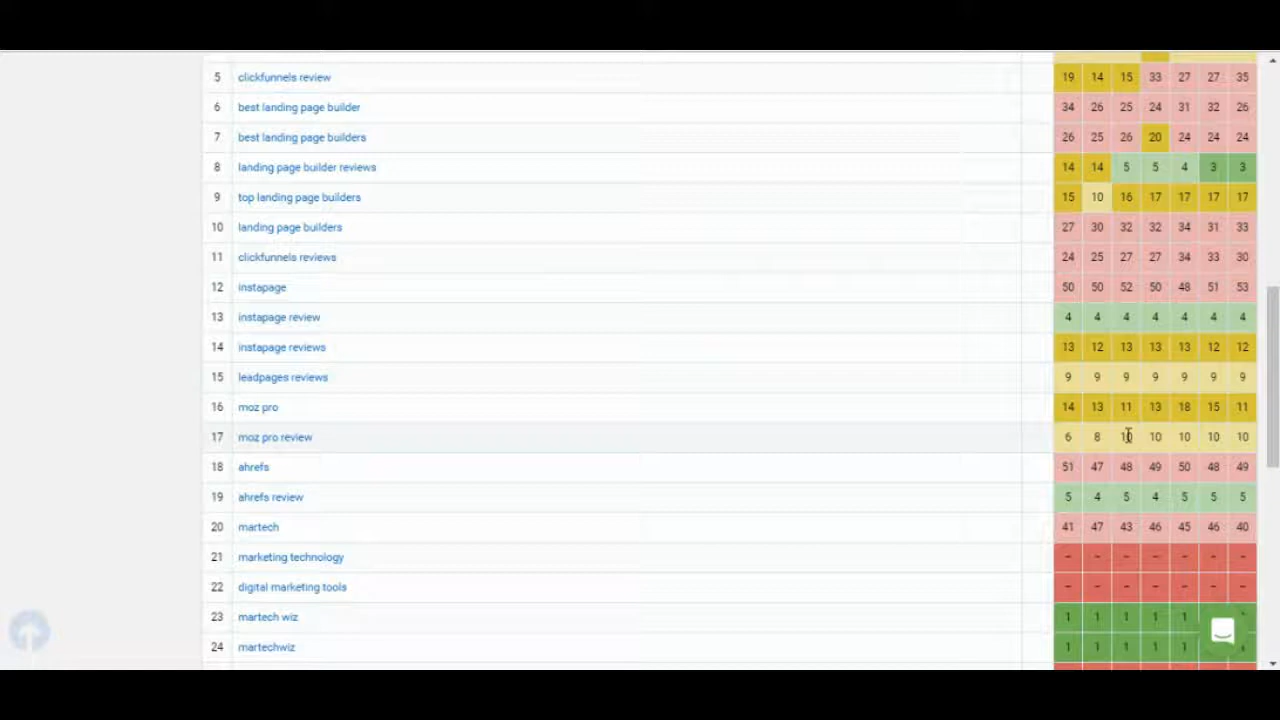 5 clickfunnels review 19 14 15 33 27 27 35
6 best landing page builder 34 26 25 24 31 32 26
7 best landing page builders 26 25 26 20 24 24 24
8 landing page builder reviews 14 14 5 5 4 3 3
9 top landing page builders 15 10 16 17 17 17 17
10 landing page builders 27 30 32 32 34 31 33
11 clickfunnels reviews 24 25 27 27 34 33 30
12 instapage 50 50 52 50 48 51 53
13 instapage review 4 4 4 4 4 4 4
14 instapage reviews 13 12 13 13 13 12 12
15 leadpages reviews 9 9 9 9 9 9 9
16 moz pro 14 13 11 13 18 15 11
17 moz pro review 6 8 10 10 10 10 10
18 ahrefs 51 47 48 49 50 48 49
19 ahrefs review 5 4 5 4 5 5 5
20 martech 41 47 43 46 45 46 40
21 marketing technology - - - - - - -
22 digital marketing tools - - - - - - -
23 martech wiz 1 1 1 1 1
24 martechwiz 1 1 1 1 1